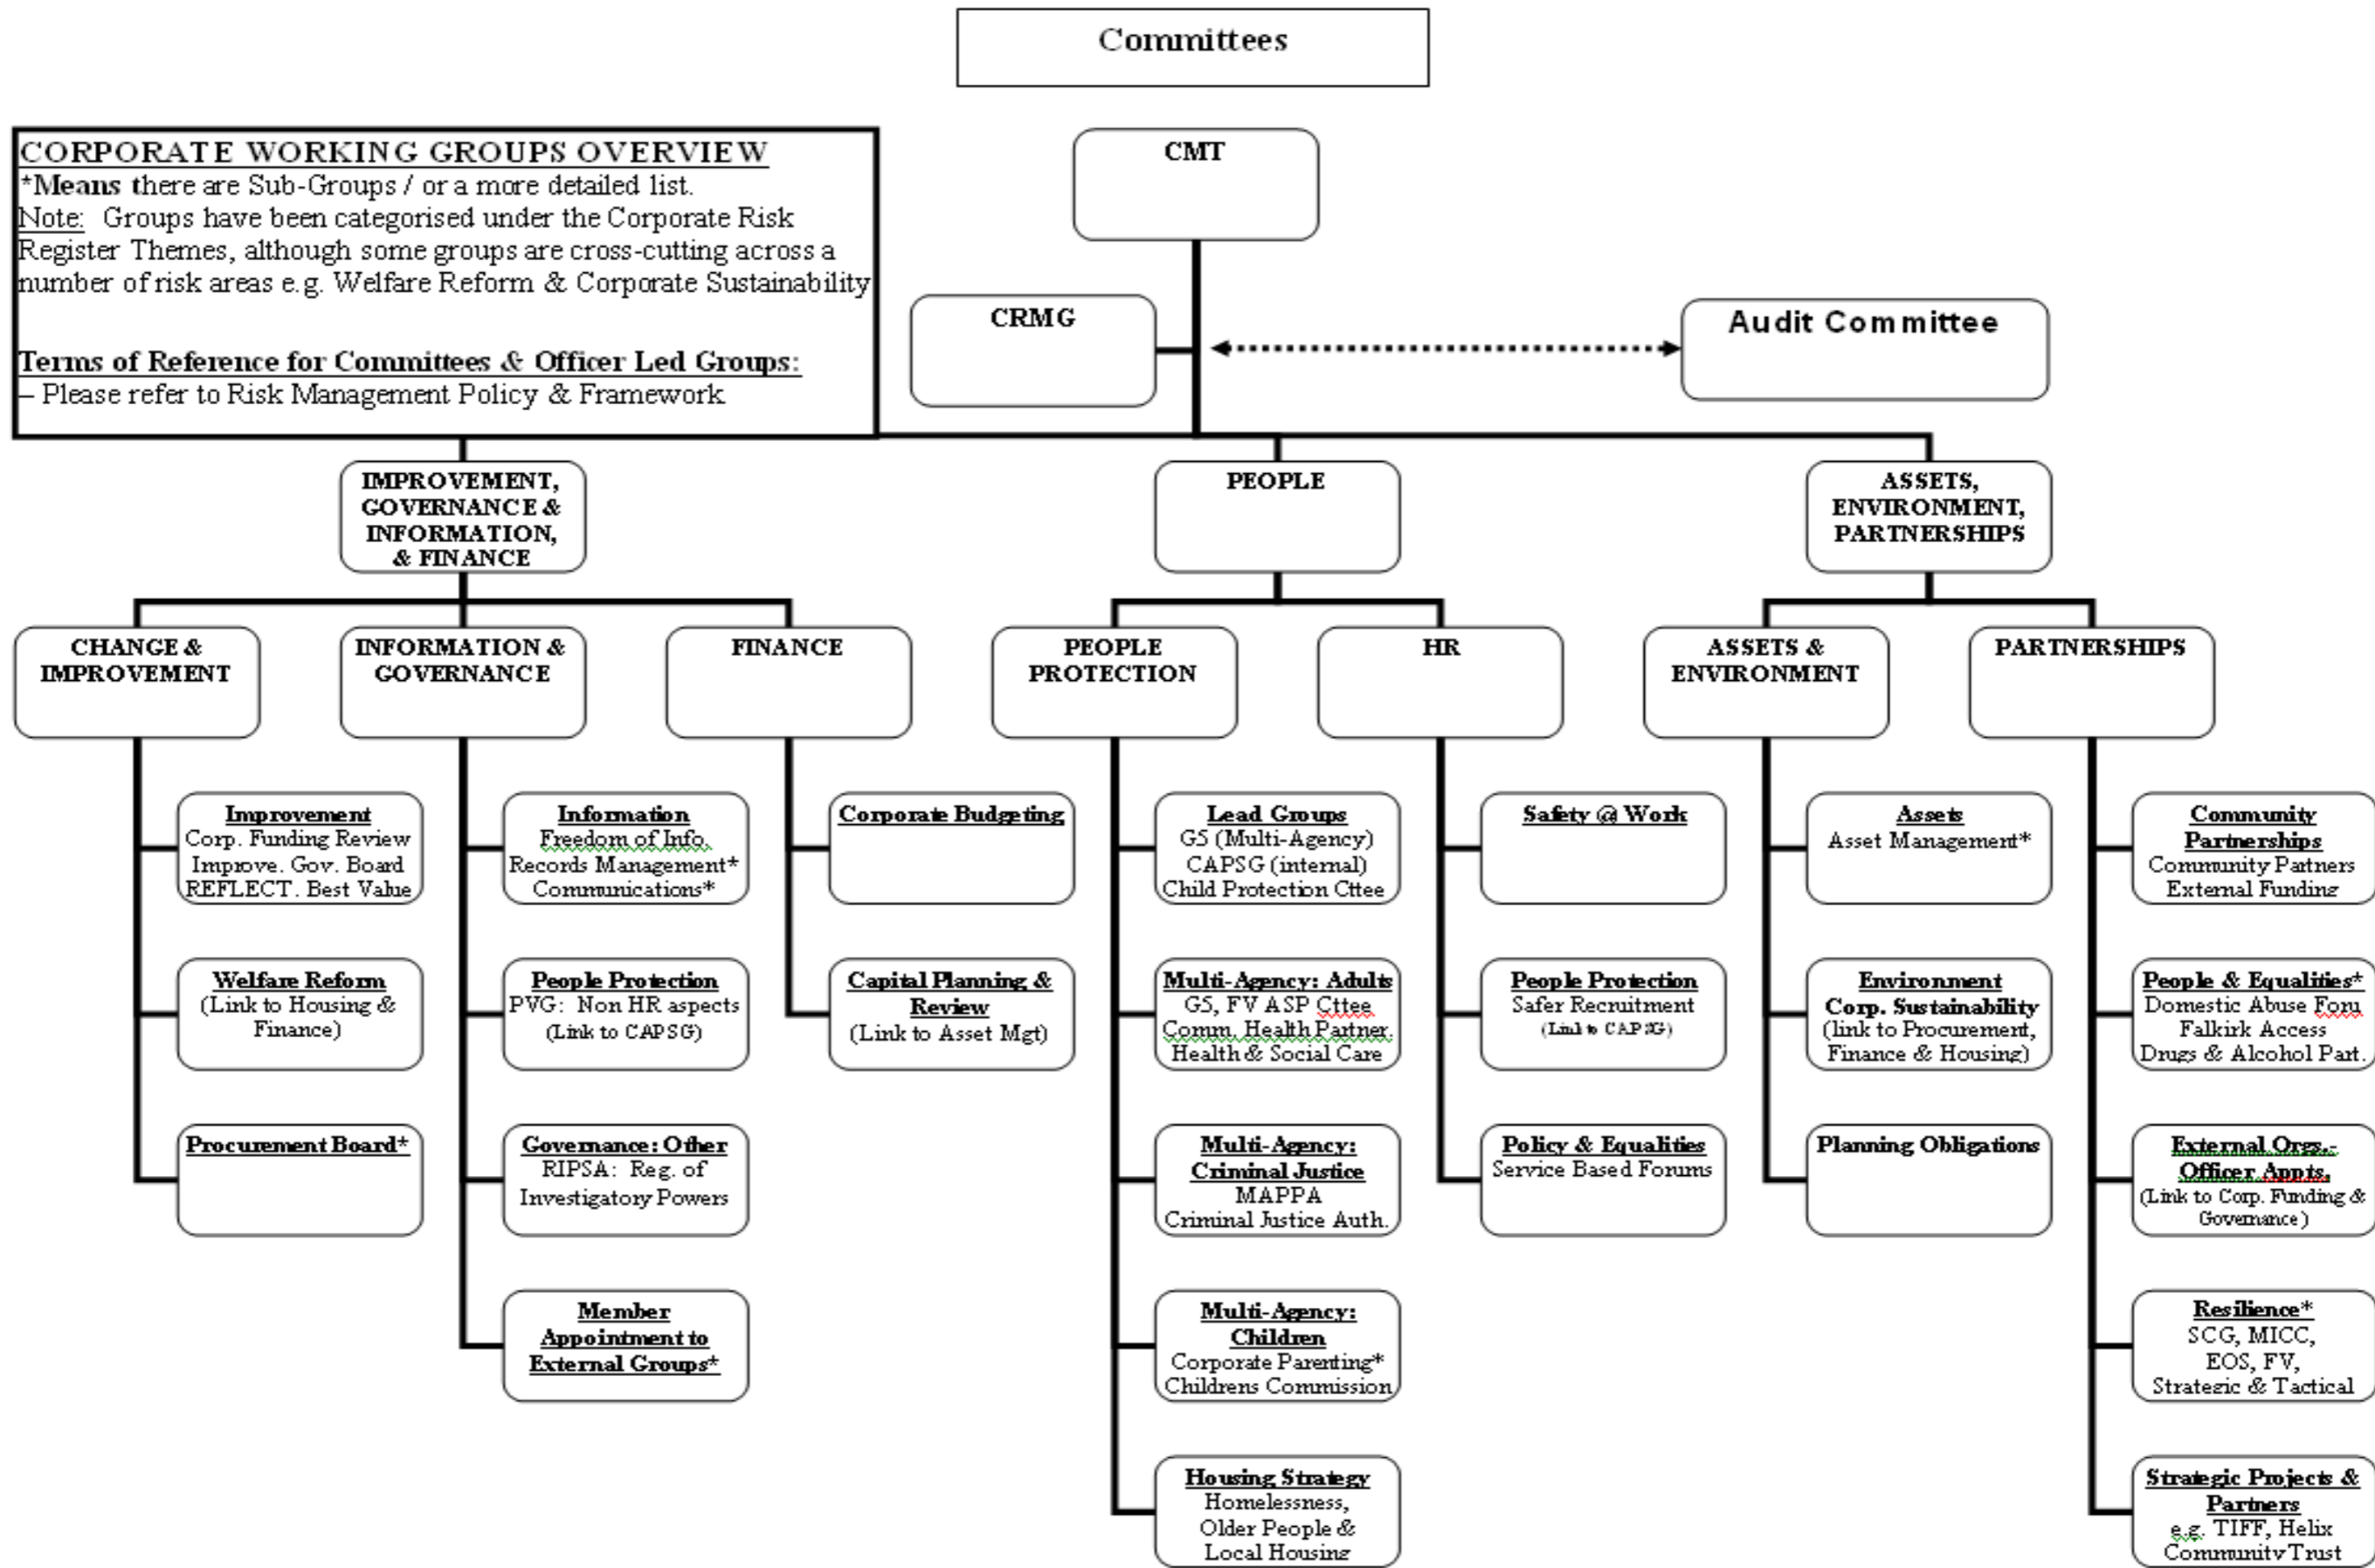 Committees
CORPORATE WORKING GROUPS OVERVIEW
*Means there are Sub-Groups / or a more detailed list.
Note:  Groups have been categorised under the Corporate Risk
Register Themes, although some groups are cross-cutting across a
number of risk areas e.g. Welfare Reform & Corporate Sustainability
Terms of Reference for Committees & Officer Led Groups:
– Please refer to Risk Management Policy & Framework
CMT
CRMG
Audit Committee
IMPROVEMENT,
GOVERNANCE &
INFORMATION,
& FINANCE
PEOPLE
ASSETS,
ENVIRONMENT,
PARTNERSHIPS
CHANGE &
IMPROVEMENT
INFORMATION &
GOVERNANCE
FINANCE
PEOPLE
PROTECTION
HR
ASSETS &
ENVIRONMENT
PARTNERSHIPS
Improvement
Corp. Funding Review
Improve. Gov. Board
REFLECT. Best Value
Welfare Reform
(Link to Housing &
Finance)
Procurement Board*
Information
Freedom of Info.
Records Management*
Communications*
People Protection
PVG:  Non HR aspects
(Link to CAPSG)
Governance: Other
RIPSA:  Reg. of
Investigatory Powers
Member
Appointment to
External Groups*
Corporate Budgeting
Capital Planning &
Review
(Link to Asset Mgt)
Lead Groups
G5 (Multi-Agency)
CAPSG (internal)
Child Protection Cttee
Multi-Agency: Adults
G5, FV ASP Cttee
Comm. Health Partner.
Health & Social Care
Multi-Agency:
Criminal Justice
MAPPA
Criminal Justice Auth.
Multi-Agency:
Children
Corporate Parenting*
Childrens Commission
Housing Strategy
Homelessness,
Older People &
Local Housing
Safety @ Work
People Protection
Safer Recruitment
(Link to CAPSG)
Policy & Equalities
Service Based Forums
Assets
Asset Management*
Environment
Corp. Sustainability
(link to Procurement,
Finance & Housing)
Planning Obligations
Community
Partnerships
Community Partners
External Funding
People & Equalities*
Domestic Abuse Foru
Falkirk Access
Drugs & Alcohol Part.
External Orgs.-
Officer Appts.
(Link to Corp. Funding &
Governance)
Resilience*
SCG, MICC,
EOS, FV,
Strategic & Tactical
Strategic Projects &
Partners
e.g. TIFF, Helix
Community Trust